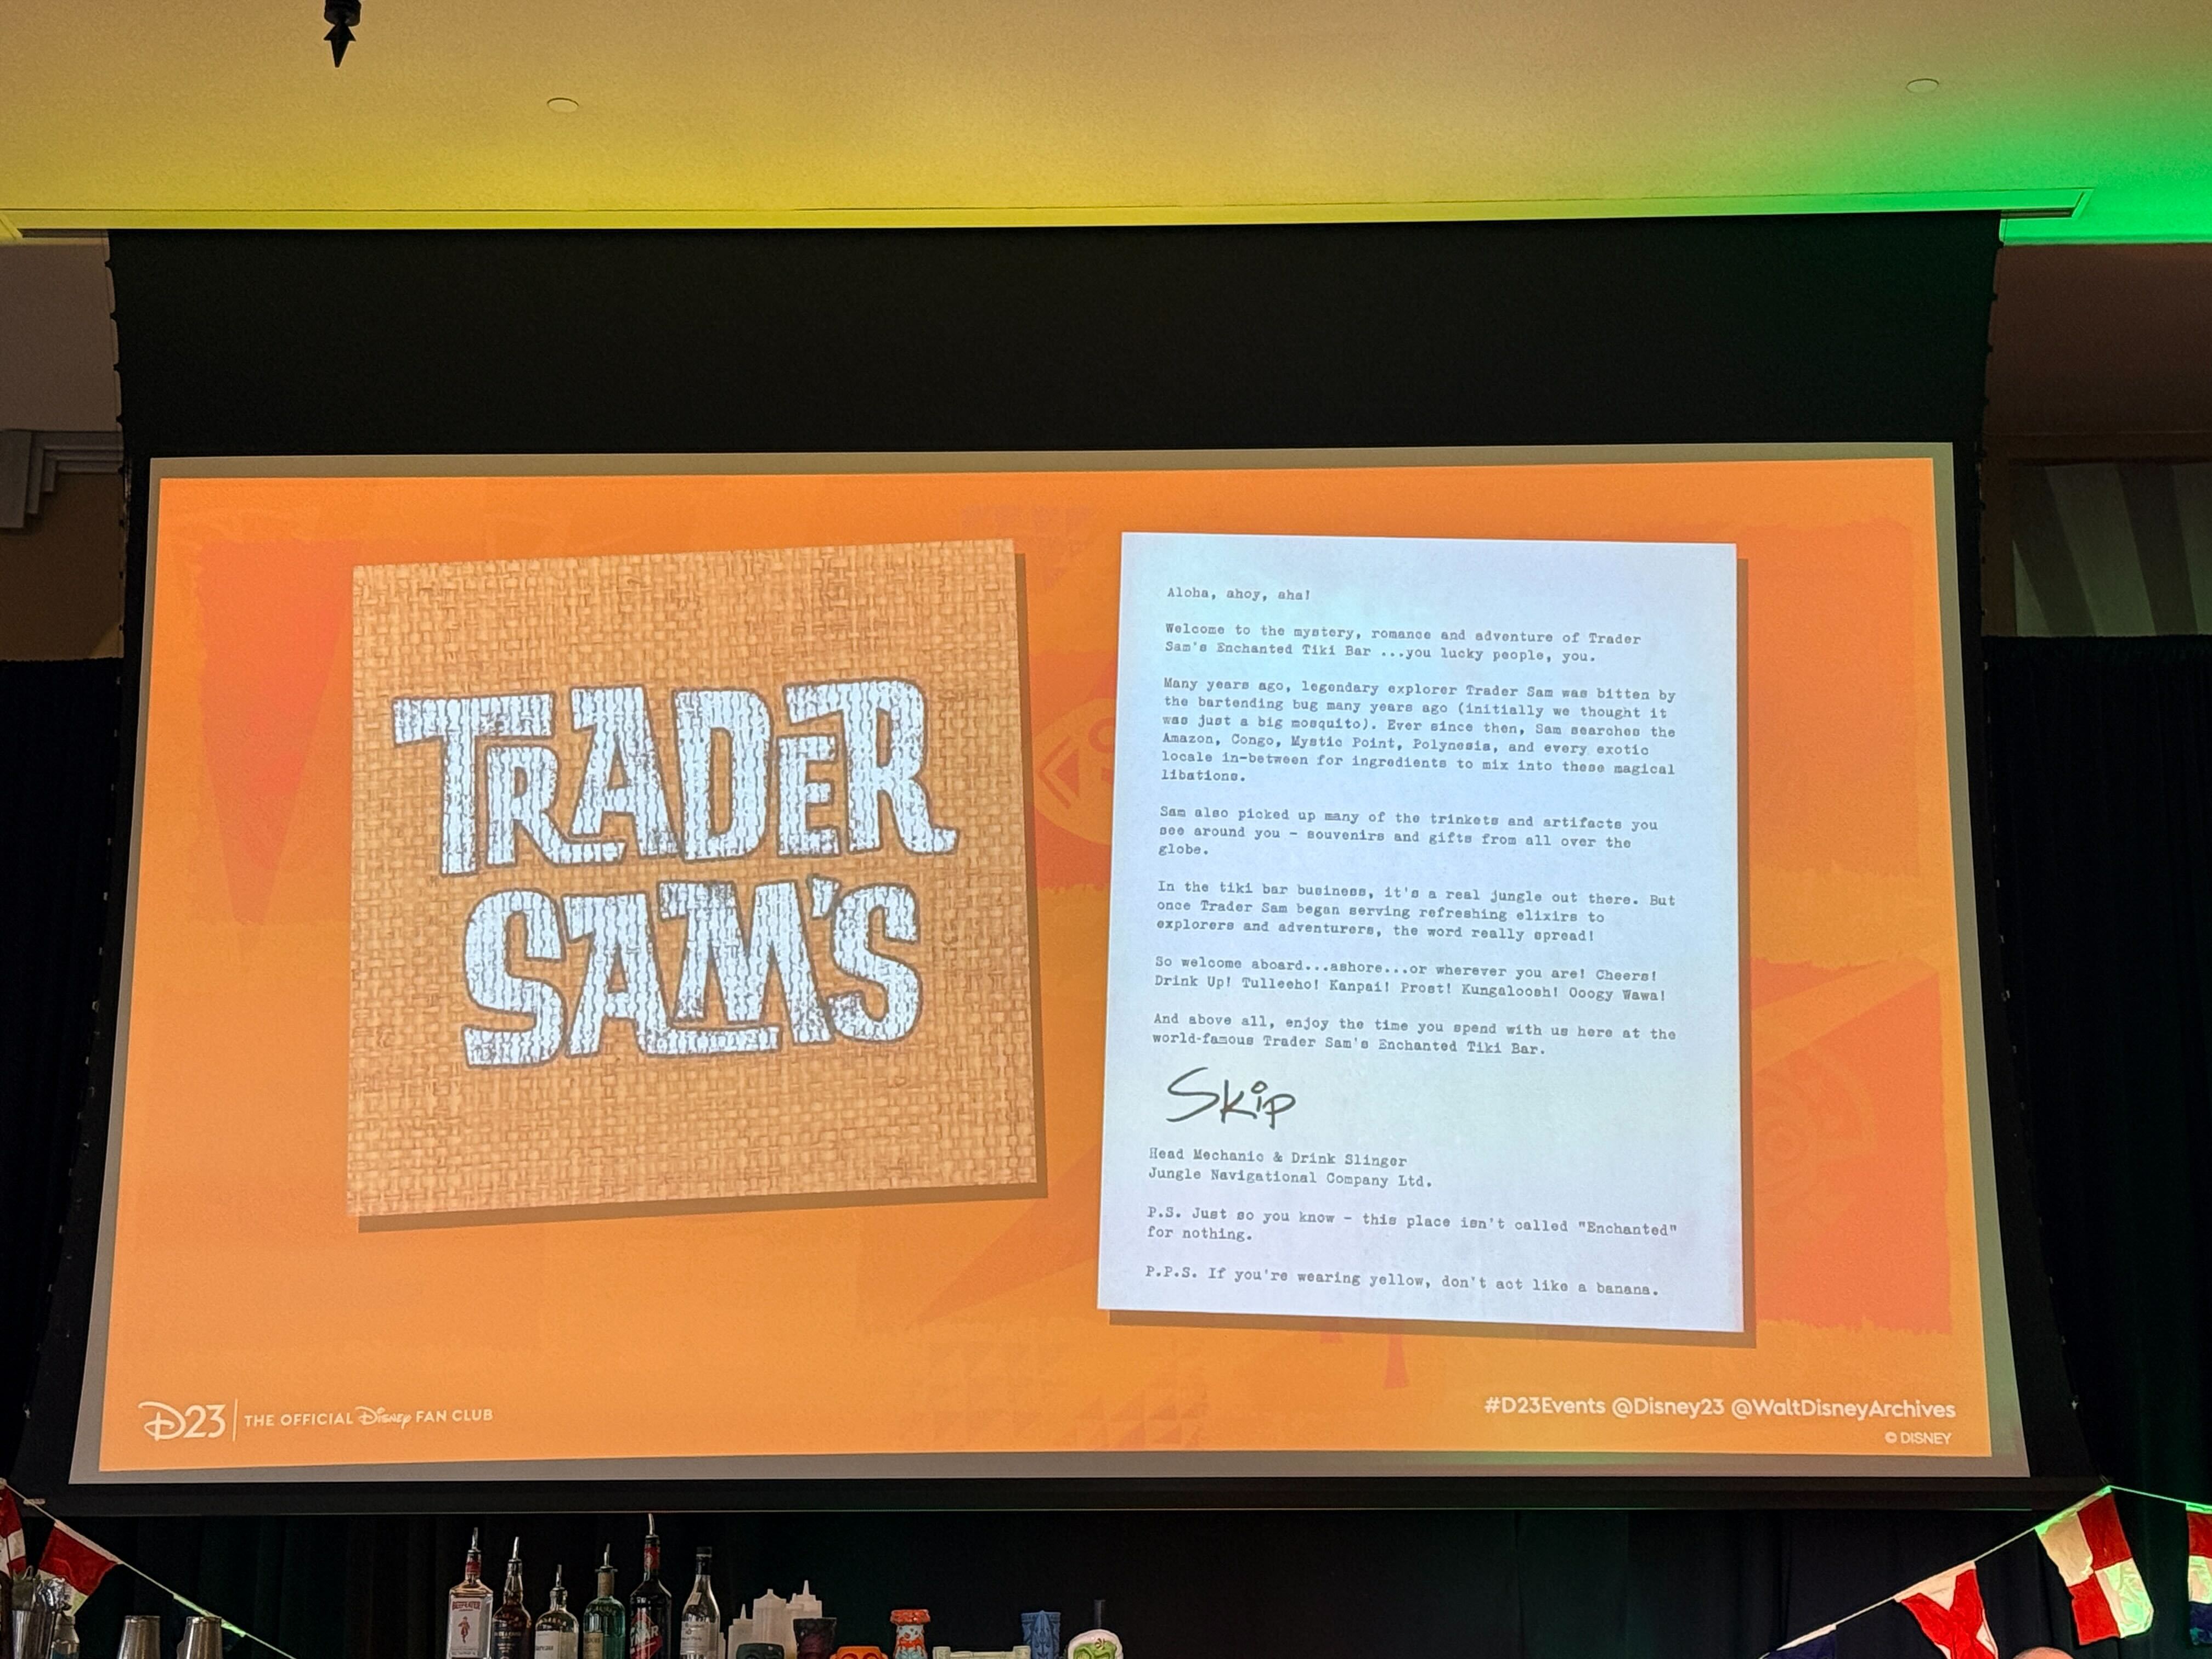 TRADER
SAM'S
Aloha, ahoy, aha!
Welcome to the mystery, romance and adventure of Trader
Sam's Enchanted Tiki Bar ...you lucky people, you.
Many years ago, legendary explorer Trader Sam was bitten by
the bartending bug many years ago (initially we thought it
was just a big mosquito). Ever since then, Sam searches the
Amazon, Congo, Mystic Point, Polynesia, and every exotic
locale in-between for ingredients to mix into these magical
libations.
Sam also picked up many of the trinkets and artifacts you
see around you - souvenirs and gifts from all over the
globe.
In the tiki bar business, it's a real jungle out there. But
once Trader Sam began serving refreshing elixirs to
explorers and adventurers, the word really spread!
So welcome aboard...ashore...or wherever you are! Cheers!
Drink Up! Tulleeho! Kanpai! Prost! Kungaloosh! Ooogy Wawa!
And above all, enjoy the time you spend with us here at the
world-famous Trader Sam's Enchanted Tiki Bar.
Skip
Head Mechanic & Drink Slinger
Jungle Navigational Company Ltd.
P.S. Just so you know - this place isn't called "Enchanted"
for nothing.
P.P.S. If you're wearing yellow, don't act like a banana.
D23 THE OFFICIAL Disney FAN CLUB
#D23Events @Disney23 @WaltDisneyArchives
© DISNEY
BEEFEATER